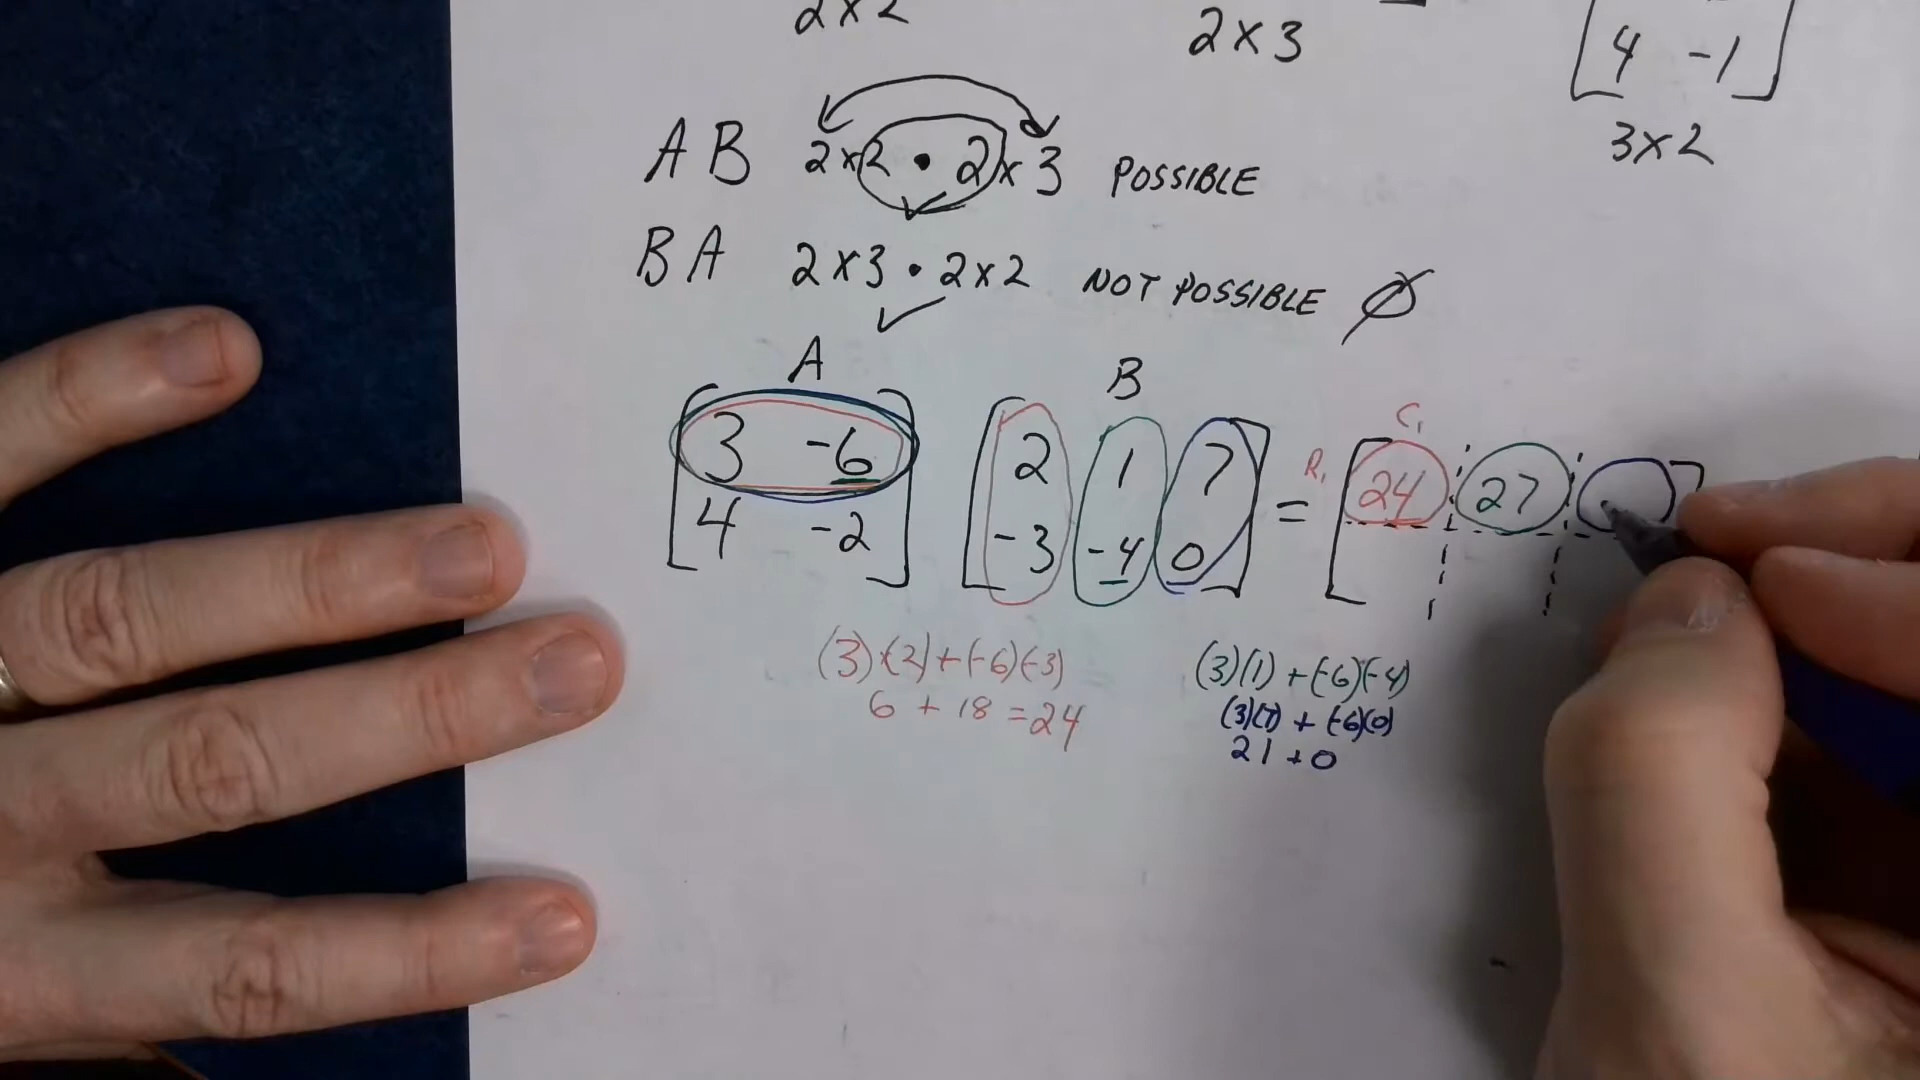 2x2
2x3
4 -1
3x2
A B 2x2 • 2x3 POSSIBLE
B A 2x3 • 2x2 NOT POSSIBLE Ø
A
B
C₁
3 -6
4 -2
2 1 7
-3 -4 0
=
R₁
24 27
(3)·(2)+(-6)(-3)
6 + 18 = 24
(3)(1) + (-6)(-4)
(3)(7) + (-6)(0)
21 + 0